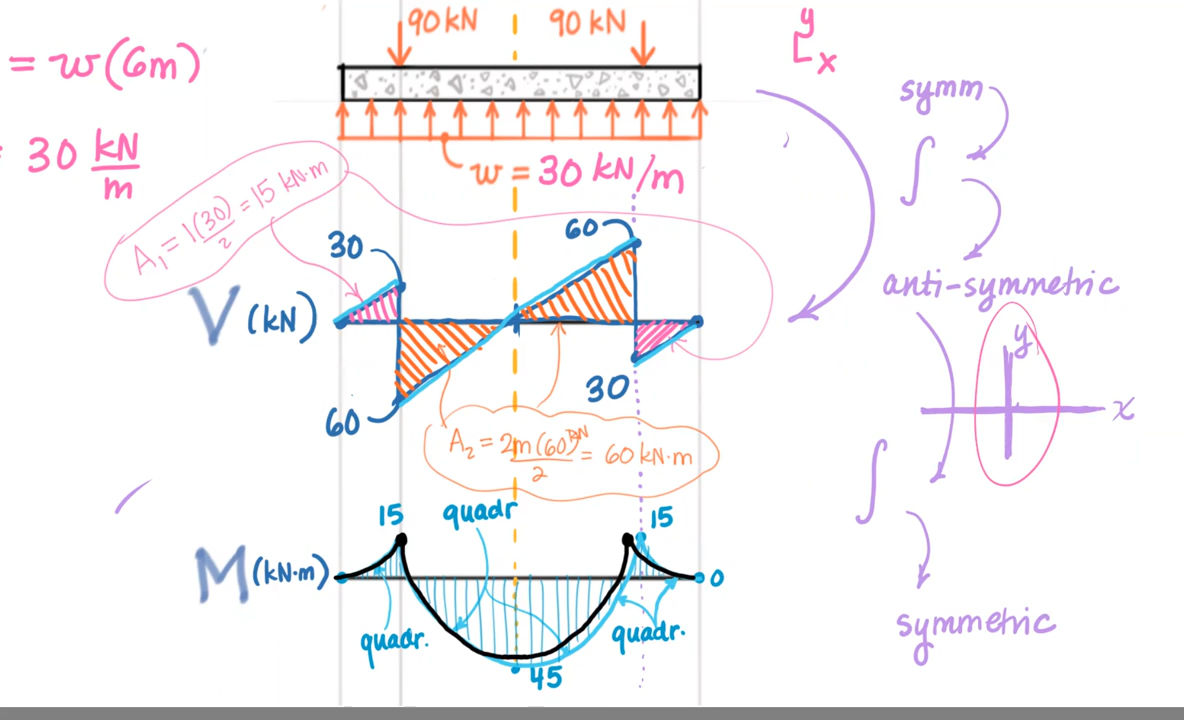 = w(6m)
= 30 kN/m
90 kN
90 kN
w = 30 kN/m
y
x
symm
∫
anti-symmetric
y
x
∫
symmetric
A₁ = 1(30)/2 = 15 kN·m
V (kN)
30
60
60
30
A₂ = 2m(60)kN/2 = 60 kN·m
M (kN·m)
15
quadr
15
0
quadr.
quadr.
45